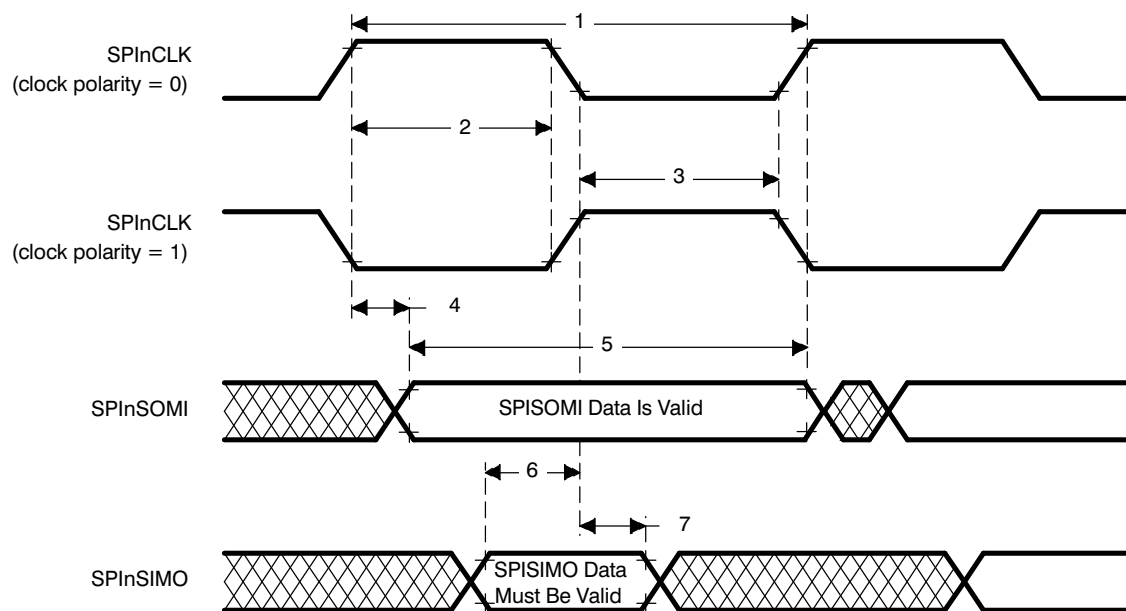 1
SPInCLK
(clock polarity = 0)
2
3
SPInCLK
(clock polarity = 1)
4
5
SPInSOMI
SPISOMI Data Is Valid
6
7
SPInSIMO
SPISIMO Data
Must Be Valid